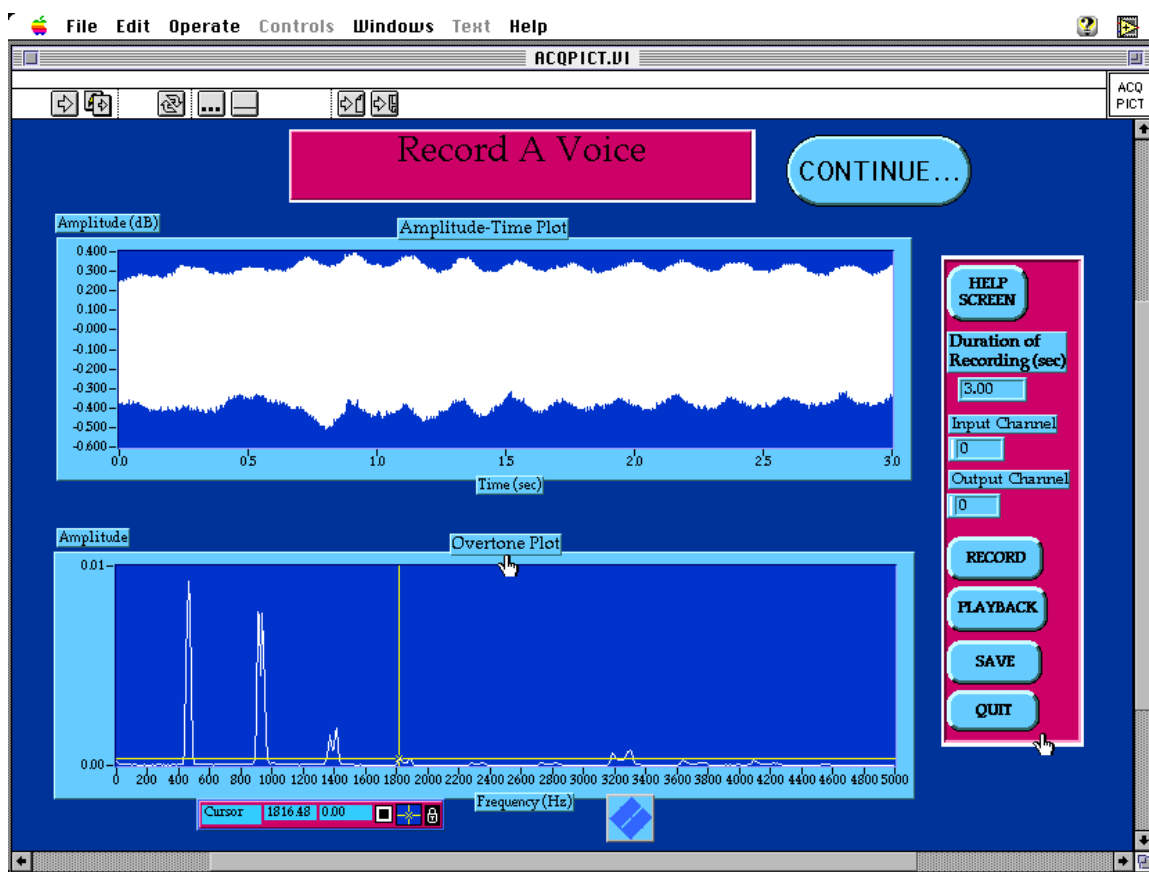 File Edit Operate Controls Windows Text Help
ACQPICT.VI
ACQ
PICT
Record A Voice
CONTINUE...
Amplitude (dB)
Amplitude-Time Plot
0.400
0.300
0.200
0.100
-0.000
-0.100
-0.200
-0.300
-0.400
-0.500
-0.600
0.0 0.5 1.0 1.5 2.0 2.5 3.0
Time (sec)
HELP
SCREEN
Duration of
Recording (sec)
3.00
Input Channel
0
Output Channel
0
RECORD
PLAYBACK
SAVE
QUIT
Amplitude
Overtone Plot
0.01
0.00
0 200 400 600 800 1000 1200 1400 1600 1800 2000 2200 2400 2600 2800 3000 3200 3400 3600 3800 4000 4200 4400 4600 4800 5000
Frequency (Hz)
Cursor 1816.48 0.00